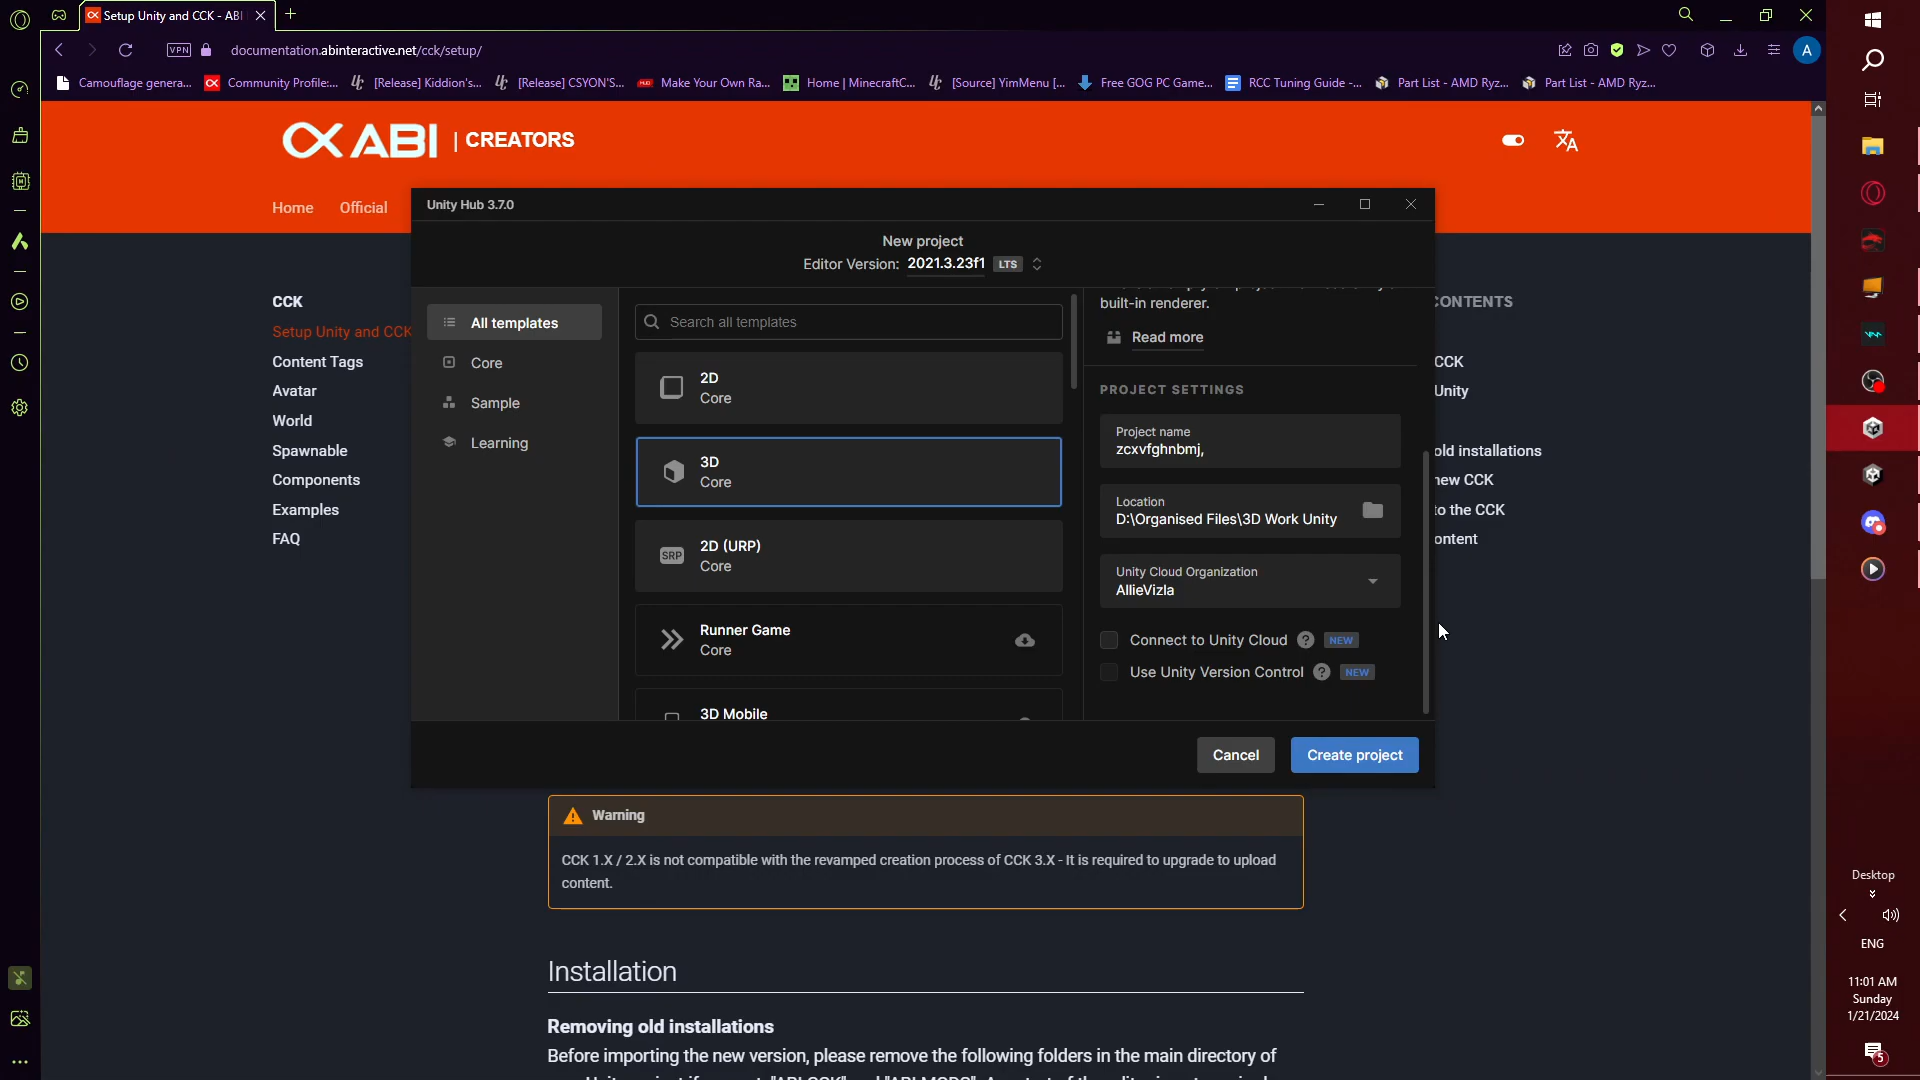 Setup Unity and CCK - ABI
VPN
documentation.abinteractive.net/cck/setup/
A
Camouflage genera...
Community Profile:...
[Release] Kiddion's...
[Release] CSYON'S...
Make Your Own Ra...
Home | MinecraftC...
[Source] YimMenu [...
Free GOG PC Game...
RCC Tuning Guide -...
Part List - AMD Ryz...
Part List - AMD Ryz...
ABI | CREATORS
Home
Official
Unity Hub 3.7.0
New project
Editor Version: 2021.3.23f1 LTS
CCK
Setup Unity and CCK
Content Tags
Avatar
World
Spawnable
Components
Examples
FAQ
All templates
Core
Sample
Learning
Search all templates
2D
Core
3D
Core
SRP
2D (URP)
Core
Runner Game
Core
3D Mobile
built-in renderer.
Read more
PROJECT SETTINGS
Project name
zcxvfghnbmj,
Location
D:\Organised Files\3D Work Unity
Unity Cloud Organization
AllieVizla
Connect to Unity Cloud ? NEW
Use Unity Version Control ? NEW
Cancel
Create project
CONTENTS
CCK
Unity
old installations
new CCK
to the CCK
ontent
Warning
CCK 1.X / 2.X is not compatible with the revamped creation process of CCK 3.X - It is required to upgrade to upload
content.
Installation
Removing old installations
Before importing the new version, please remove the following folders in the main directory of
Desktop
ENG
11:01 AM
Sunday
1/21/2024
5